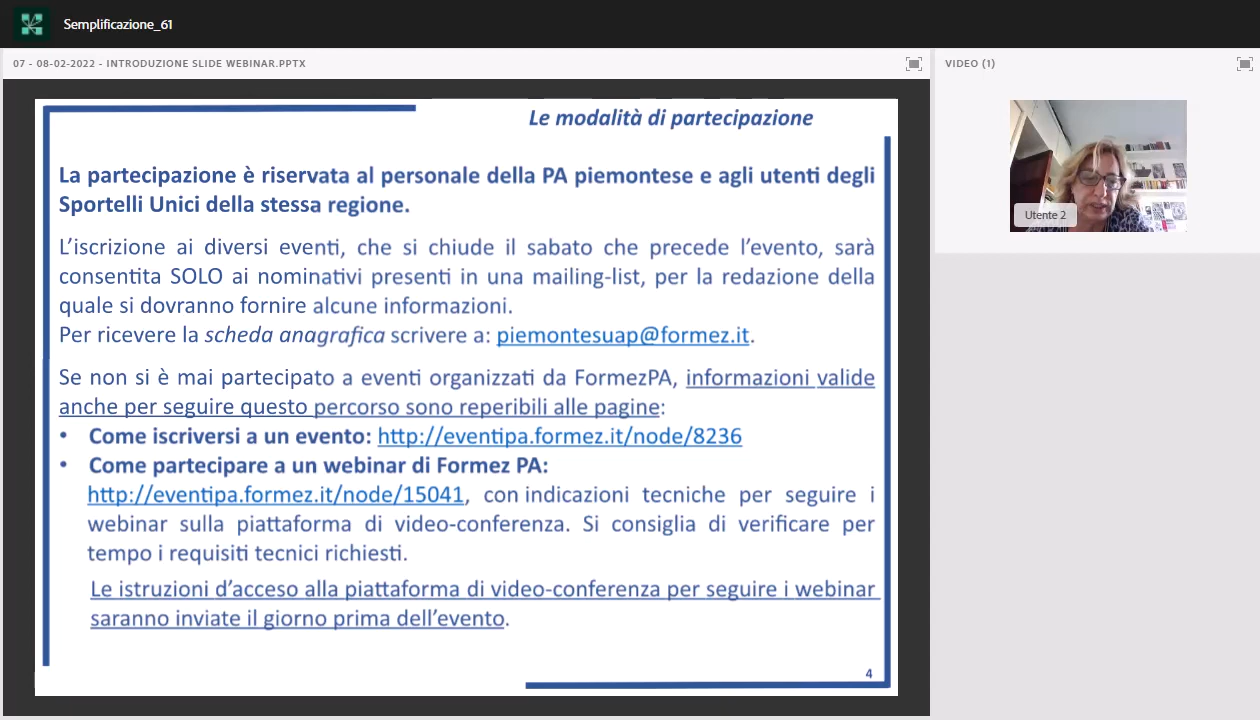 Semplificazione_61
07 - 08-02-2022 - INTRODUZIONE SLIDE WEBINAR.PPTX
VIDEO (1)
Le modalità di partecipazione
La partecipazione è riservata al personale della PA piemontese e agli utenti degli
Sportelli Unici della stessa regione.
L’iscrizione ai diversi eventi, che si chiude il sabato che precede l’evento, sarà
consentita SOLO ai nominativi presenti in una mailing-list, per la redazione della
quale si dovranno fornire alcune informazioni.
Per ricevere la scheda anagrafica scrivere a: piemontesuap@formez.it.
Se non si è mai partecipato a eventi organizzati da FormezPA, informazioni valide
anche per seguire questo percorso sono reperibili alle pagine:
• Come iscriversi a un evento: http://eventipa.formez.it/node/8236
• Come partecipare a un webinar di Formez PA:
http://eventipa.formez.it/node/15041, con indicazioni tecniche per seguire i
webinar sulla piattaforma di video-conferenza. Si consiglia di verificare per
tempo i requisiti tecnici richiesti.
Le istruzioni d’acceso alla piattaforma di video-conferenza per seguire i webinar
saranno inviate il giorno prima dell’evento.
4
Utente 2